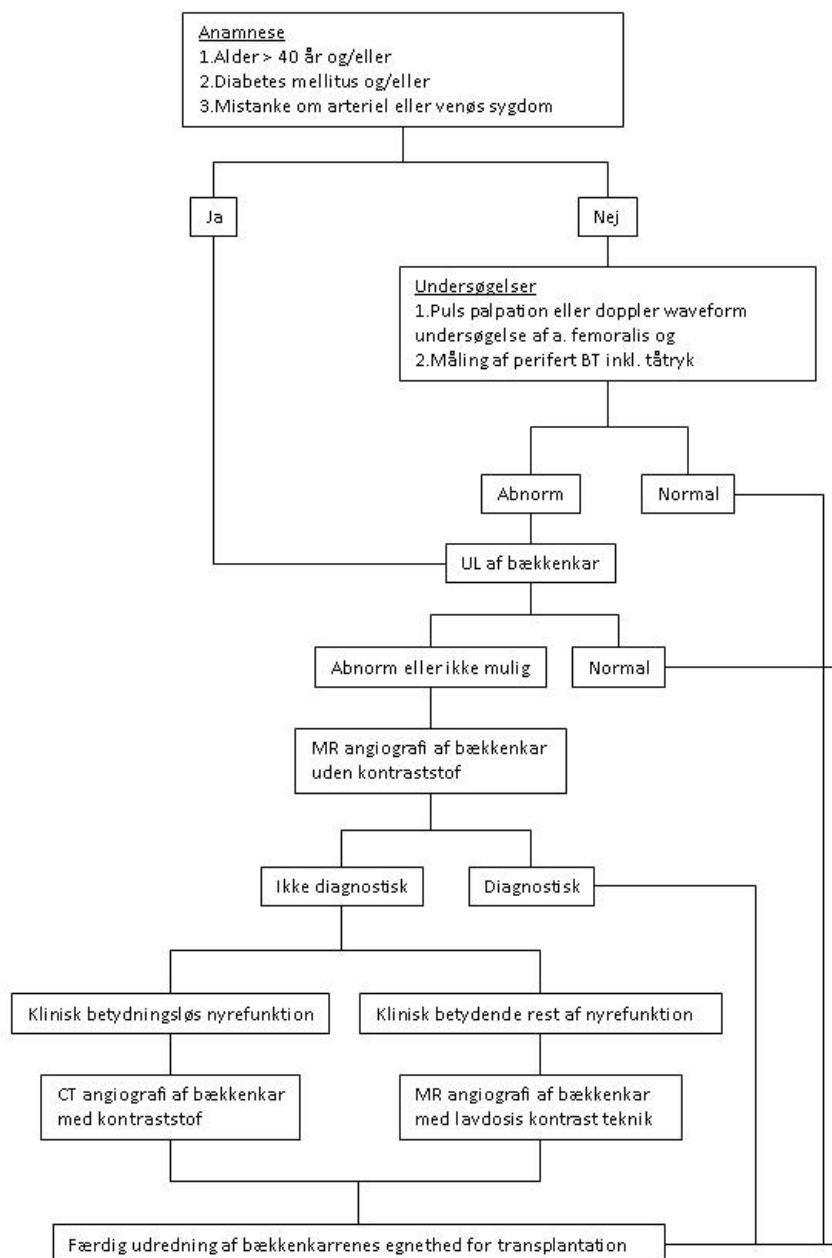 Anamnese
1.Alder > 40 år og/eller
2.Diabetes mellitus og/eller
3.Mistanke om arteriel eller venøs sygdom
Ja
Nej
Undersøgelser
1.Puls palpation eller doppler waveform
undersøgelse af a. femoralis og
2.Måling af perifert BT inkl. tåtryk
Abnorm
Normal
UL af bækkenkar
Abnorm eller ikke mulig
Normal
MR angiografi af bækkenkar
uden kontraststof
Ikke diagnostisk
Diagnostisk
Klinisk betydningsløs nyrefunktion
Klinisk betydende rest af nyrefunktion
CT angiografi af bækkenkar
med kontraststof
MR angiografi af bækkenkar
med lavdosis kontrast teknik
Færdig udredning af bækkenkarrenes egnethed for transplantation